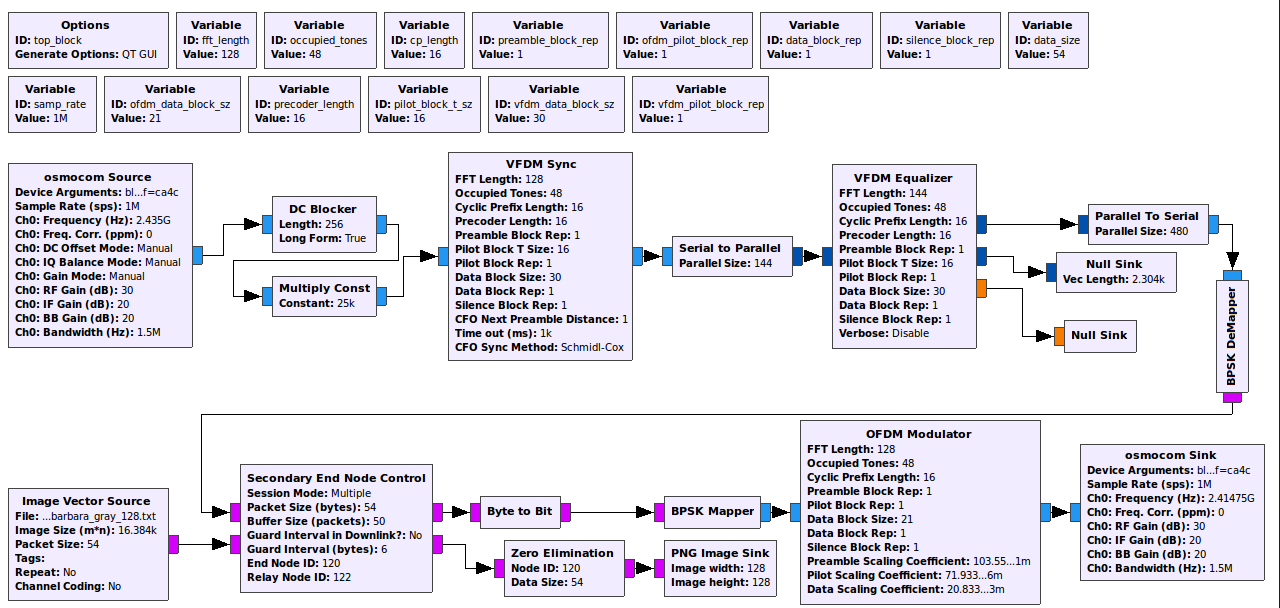 Options
ID: top_block
Generate Options: QT GUI
Variable
ID: fft_length
Value: 128
Variable
ID: occupied_tones
Value: 48
Variable
ID: cp_length
Value: 16
Variable
ID: preamble_block_rep
Value: 1
Variable
ID: ofdm_pilot_block_rep
Value: 1
Variable
ID: data_block_rep
Value: 1
Variable
ID: silence_block_rep
Value: 1
Variable
ID: data_size
Value: 54
Variable
ID: samp_rate
Value: 1M
Variable
ID: ofdm_data_block_sz
Value: 21
Variable
ID: precoder_length
Value: 16
Variable
ID: pilot_block_t_sz
Value: 16
Variable
ID: vfdm_data_block_sz
Value: 30
Variable
ID: vfdm_pilot_block_rep
Value: 1
osmocom Source
Device Arguments: bl...f=ca4c
Sample Rate (sps): 1M
Ch0: Frequency (Hz): 2.435G
Ch0: Freq. Corr. (ppm): 0
Ch0: DC Offset Mode: Manual
Ch0: IQ Balance Mode: Manual
Ch0: Gain Mode: Manual
Ch0: RF Gain (dB): 30
Ch0: IF Gain (dB): 20
Ch0: BB Gain (dB): 20
Ch0: Bandwidth (Hz): 1.5M
DC Blocker
Length: 256
Long Form: True
Multiply Const
Constant: 25k
VFDM Sync
FFT Length: 128
Occupied Tones: 48
Cyclic Prefix Length: 16
Precoder Length: 16
Preamble Block Rep: 1
Pilot Block T Size: 16
Pilot Block Rep: 1
Data Block Size: 30
Data Block Rep: 1
Silence Block Rep: 1
CFO Next Preamble Distance: 1
Time out (ms): 1k
CFO Sync Method: Schmidl-Cox
Serial to Parallel
Parallel Size: 144
VFDM Equalizer
FFT Length: 144
Occupied Tones: 48
Cyclic Prefix Length: 16
Precoder Length: 16
Preamble Block Rep: 1
Pilot Block T Size: 16
Pilot Block Rep: 1
Data Block Size: 30
Data Block Rep: 1
Silence Block Rep: 1
Verbose: Disable
Parallel To Serial
Parallel Size: 480
Null Sink
Vec Length: 2.304k
Null Sink
BPSK DeMapper
Image Vector Source
File: ...barbara_gray_128.txt
Image Size (m*n): 16.384k
Packet Size: 54
Tags:
Repeat: No
Channel Coding: No
Secondary End Node Control
Session Mode: Multiple
Packet Size (bytes): 54
Buffer Size (packets): 50
Guard Interval in Downlink?: No
Guard Interval (bytes): 6
End Node ID: 120
Relay Node ID: 122
Byte to Bit
Zero Elimination
Node ID: 120
Data Size: 54
BPSK Mapper
PNG Image Sink
Image width: 128
Image height: 128
OFDM Modulator
FFT Length: 128
Occupied Tones: 48
Cyclic Prefix Length: 16
Preamble Block Rep: 1
Pilot Block Rep: 1
Data Block Size: 21
Data Block Rep: 1
Silence Block Rep: 1
Preamble Scaling Coefficient: 103.55...1m
Pilot Scaling Coefficient: 71.933...6m
Data Scaling Coefficient: 20.833...3m
osmocom Sink
Device Arguments: bl...f=ca4c
Sample Rate (sps): 1M
Ch0: Frequency (Hz): 2.41475G
Ch0: Freq. Corr. (ppm): 0
Ch0: RF Gain (dB): 30
Ch0: IF Gain (dB): 20
Ch0: BB Gain (dB): 20
Ch0: Bandwidth (Hz): 1.5M